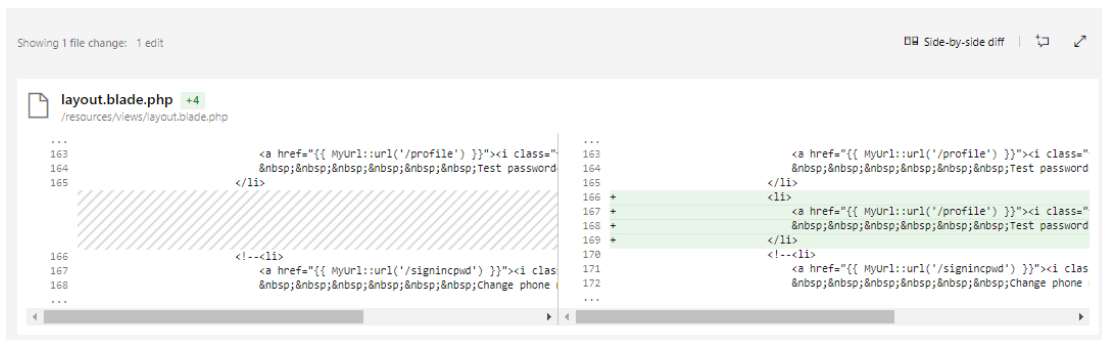 Showing 1 file change: 1 edit
Side-by-side diff
layout.blade.php +4
/resources/views/layout.blade.php
...
163 <a href="{{ MyUrl::url('/profile') }}"><i class="
164 &nbsp;&nbsp;&nbsp;&nbsp;&nbsp;Test password
165 </li>
166 <!--<li>
167 <a href="{{ MyUrl::url('/signincpwd') }}"><i clas
168 &nbsp;&nbsp;&nbsp;&nbsp;&nbsp;Change phone
...
...
163 <a href="{{ MyUrl::url('/profile') }}"><i class="
164 &nbsp;&nbsp;&nbsp;&nbsp;&nbsp;Test password
165 </li>
166 + <li>
167 + <a href="{{ MyUrl::url('/profile') }}"><i class="
168 + &nbsp;&nbsp;&nbsp;&nbsp;&nbsp;Test password
169 + </li>
170 <!--<li>
171 <a href="{{ MyUrl::url('/signincpwd') }}"><i clas
172 &nbsp;&nbsp;&nbsp;&nbsp;&nbsp;Change phone
...